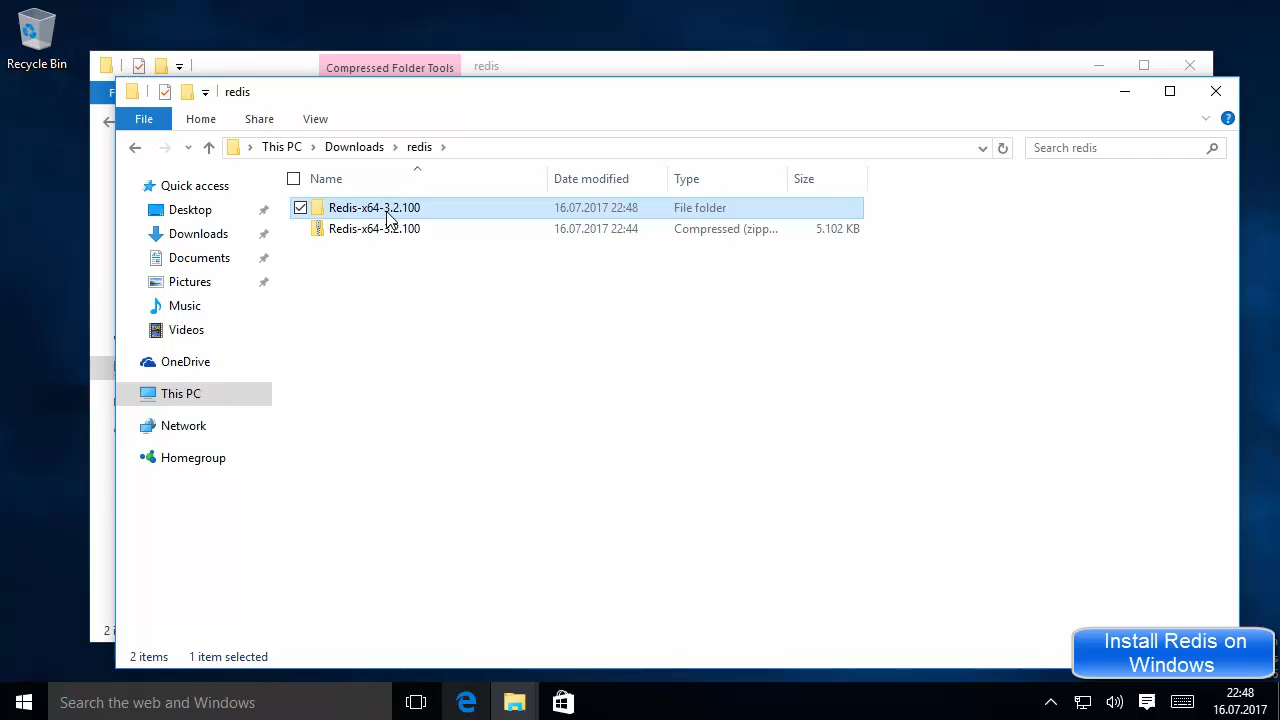 Recycle Bin
Compressed Folder Tools
redis
redis
File
Home
Share
View
This PC
Downloads
redis
Search redis
Name
Date modified
Type
Size
Redis-x64-3.2.100
16.07.2017 22:48
File folder
Redis-x64-3.2.100
16.07.2017 22:44
Compressed (zipp...
5.102 KB
Quick access
Desktop
Downloads
Documents
Pictures
Music
Videos
OneDrive
This PC
Network
Homegroup
2 items
1 item selected
Install Redis on
Windows
Search the web and Windows
22:48
16.07.2017